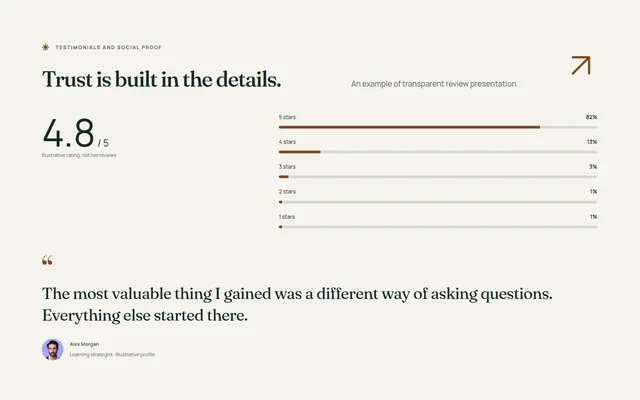 TESTIMONIALS AND SOCIAL PROOF
Trust is built in the details.
An example of transparent review presentation.
4.8 / 5
Illustrative rating, not live reviews
5 stars 82%
4 stars 13%
3 stars 3%
2 stars 1%
1 stars 1%
“
The most valuable thing I gained was a different way of asking questions.
Everything else started there.
Alex Morgan
Learning strategist · Illustrative profile